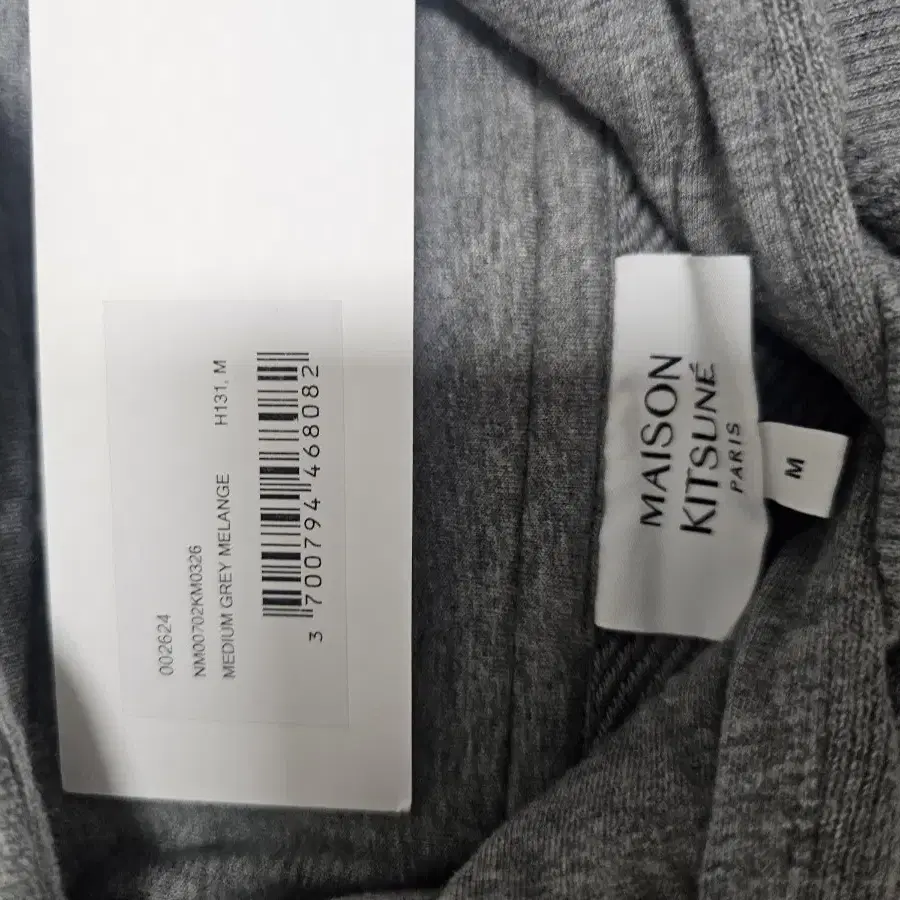 002624
NM00702KM0326
MEDIUM GREY MELANGE H131, M
3 700794 468082
MAISON
KITSUNÉ
PARIS
M